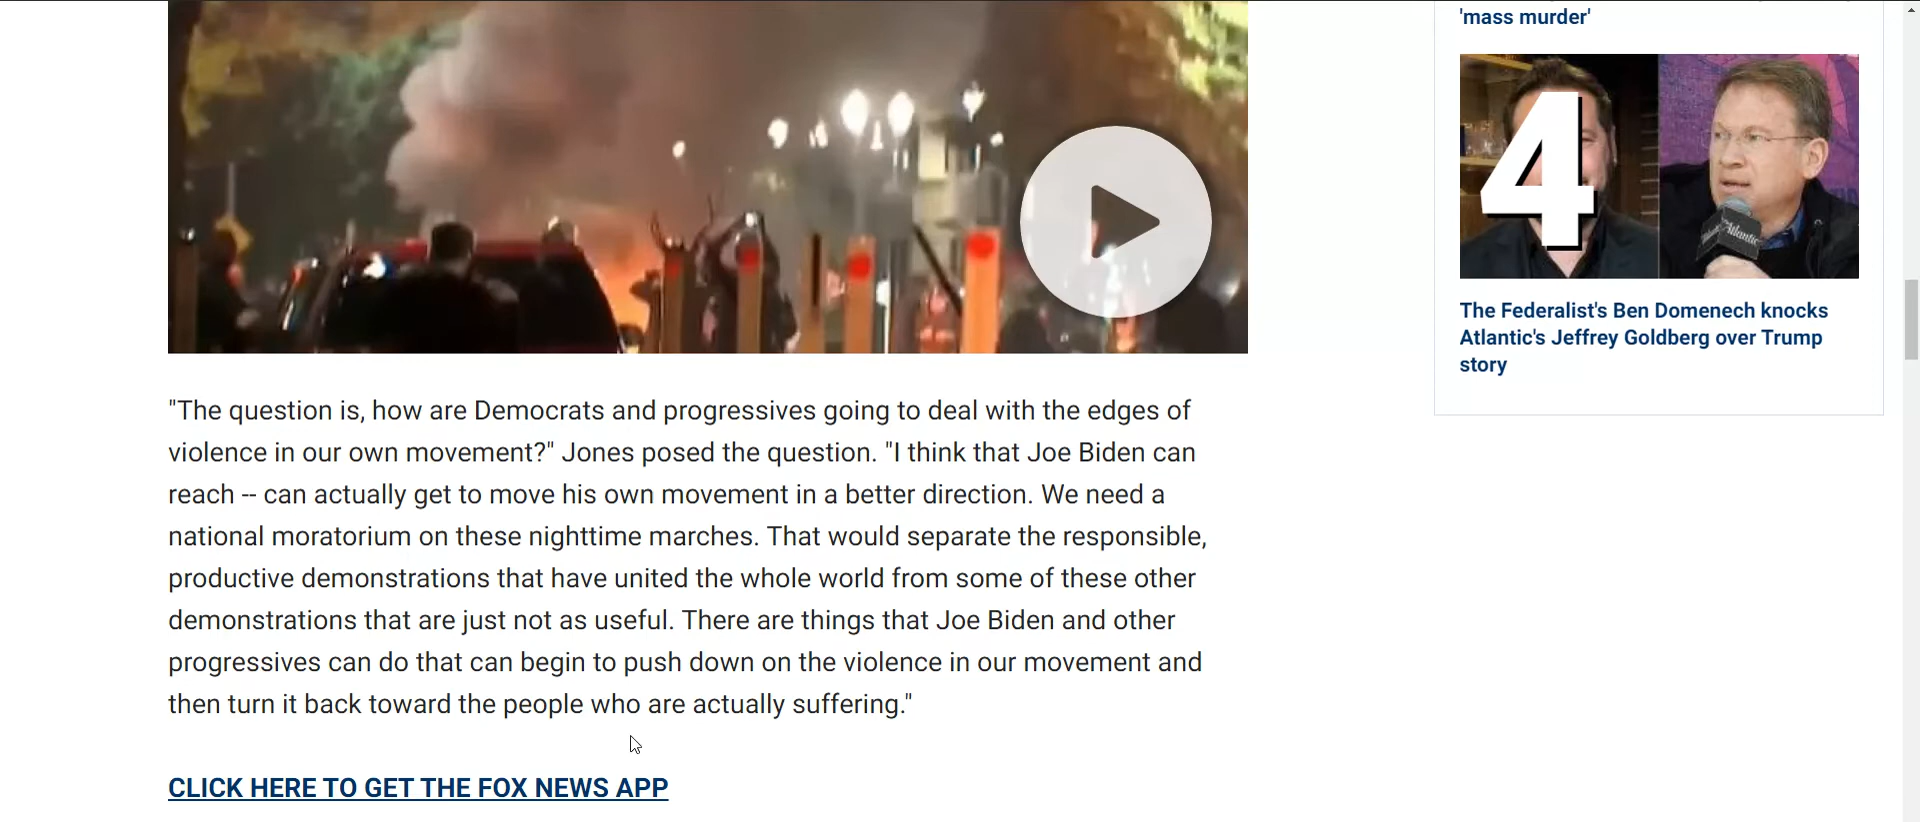 'mass murder'
4
Atlantic
The Federalist's Ben Domenech knocks
Atlantic's Jeffrey Goldberg over Trump
story
"The question is, how are Democrats and progressives going to deal with the edges of
violence in our own movement?" Jones posed the question. "I think that Joe Biden can
reach -- can actually get to move his own movement in a better direction. We need a
national moratorium on these nighttime marches. That would separate the responsible,
productive demonstrations that have united the whole world from some of these other
demonstrations that are just not as useful. There are things that Joe Biden and other
progressives can do that can begin to push down on the violence in our movement and
then turn it back toward the people who are actually suffering."
CLICK HERE TO GET THE FOX NEWS APP